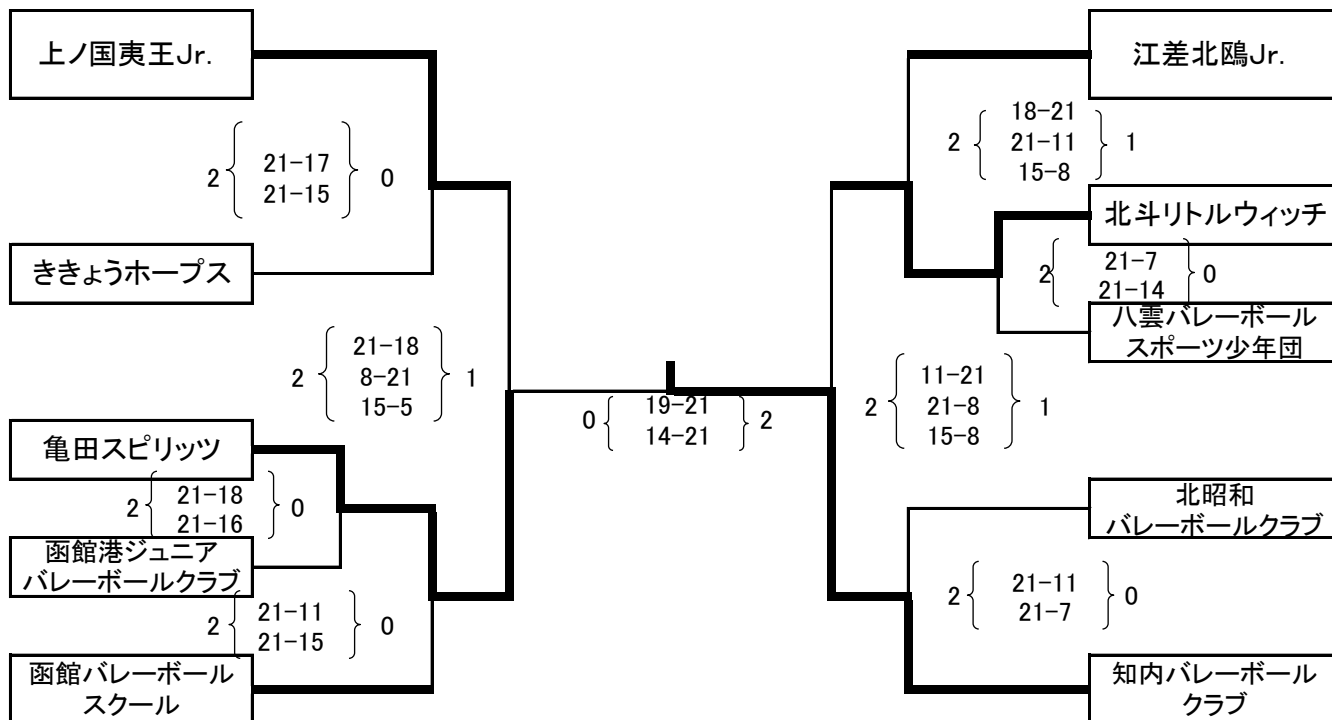 上ノ国夷王Jr.
2 21-17 0
21-15
ききょうホープス
2 21-18 1
8-21
15-5
亀田スピリッツ
2 21-18 0
21-16
函館港ジュニア
バレーボールクラブ
2 21-11 0
21-15
函館バレーボール
スクール
0 19-21 2
14-21
江差北鴎Jr.
18-21
2 21-11 1
15-8
北斗リトルウィッチ
2 21-7 0
21-14
八雲バレーボール
スポーツ少年団
11-21
2 21-8 1
15-8
北昭和
バレーボールクラブ
2 21-11 0
21-7
知内バレーボール
クラブ